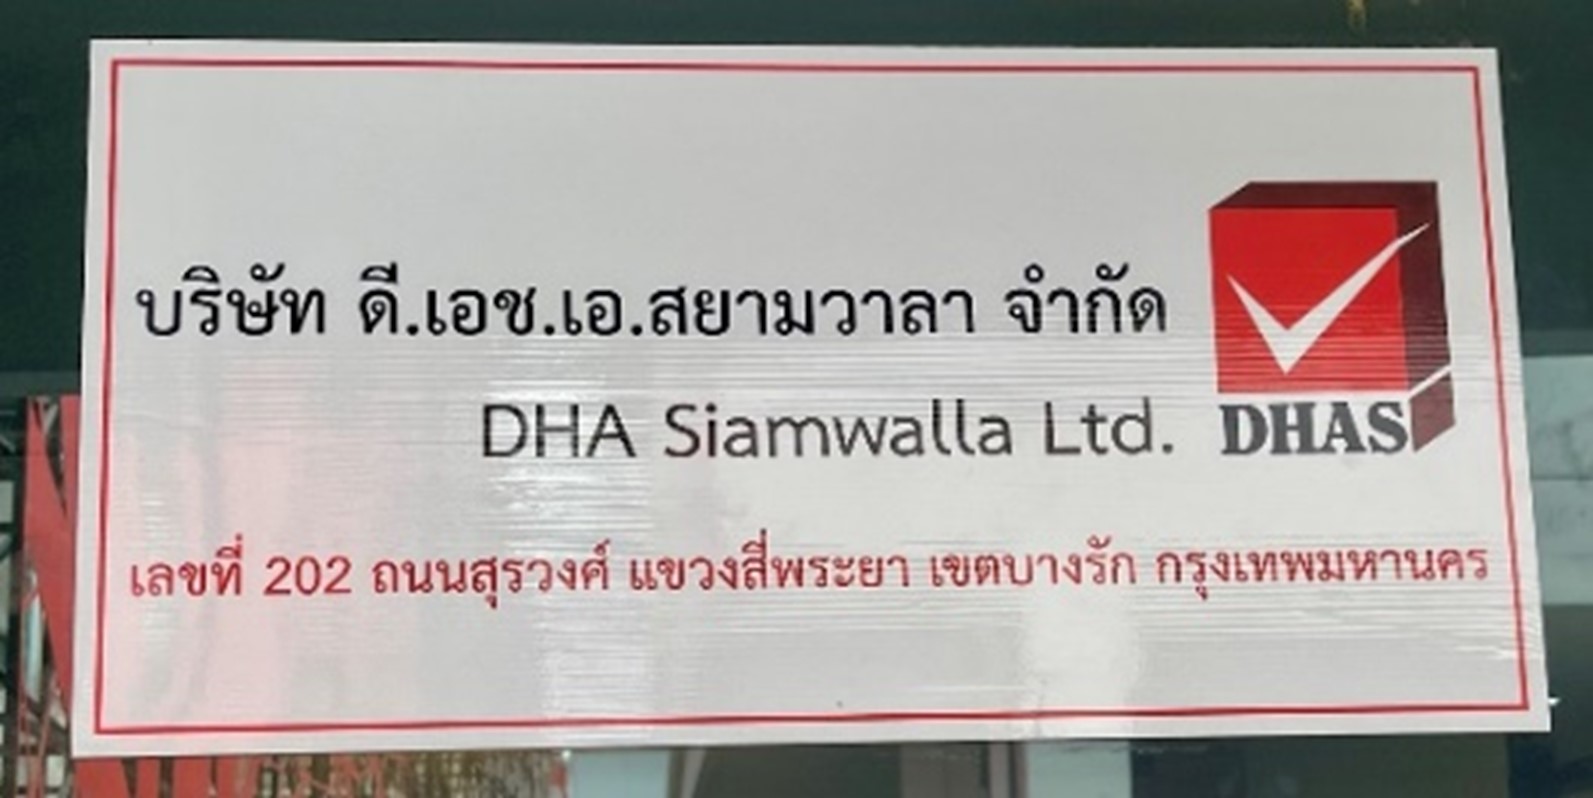 บริษัท ดี.เอช.เอ.สยามวาลา จำกัด
DHA Siamwalla Ltd.
DHAS
เลขที่ 202 ถนนสุรวงศ์ แขวงสี่พระยา เขตบางรัก กรุงเทพมหานคร